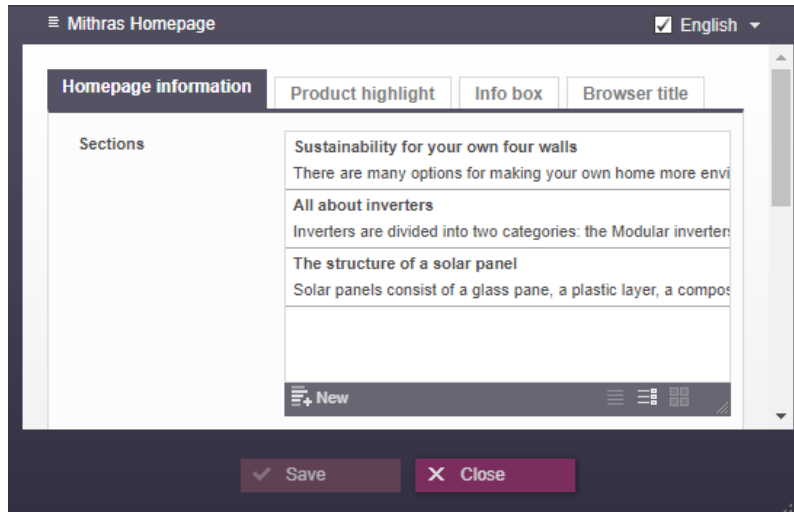 Mithras Homepage
English
Homepage information
Product highlight
Info box
Browser title
Sections
Sustainability for your own four walls
There are many options for making your own home more envi
All about inverters
Inverters are divided into two categories: the Modular inverter
The structure of a solar panel
Solar panels consist of a glass pane, a plastic layer, a compos
New
Save
Close